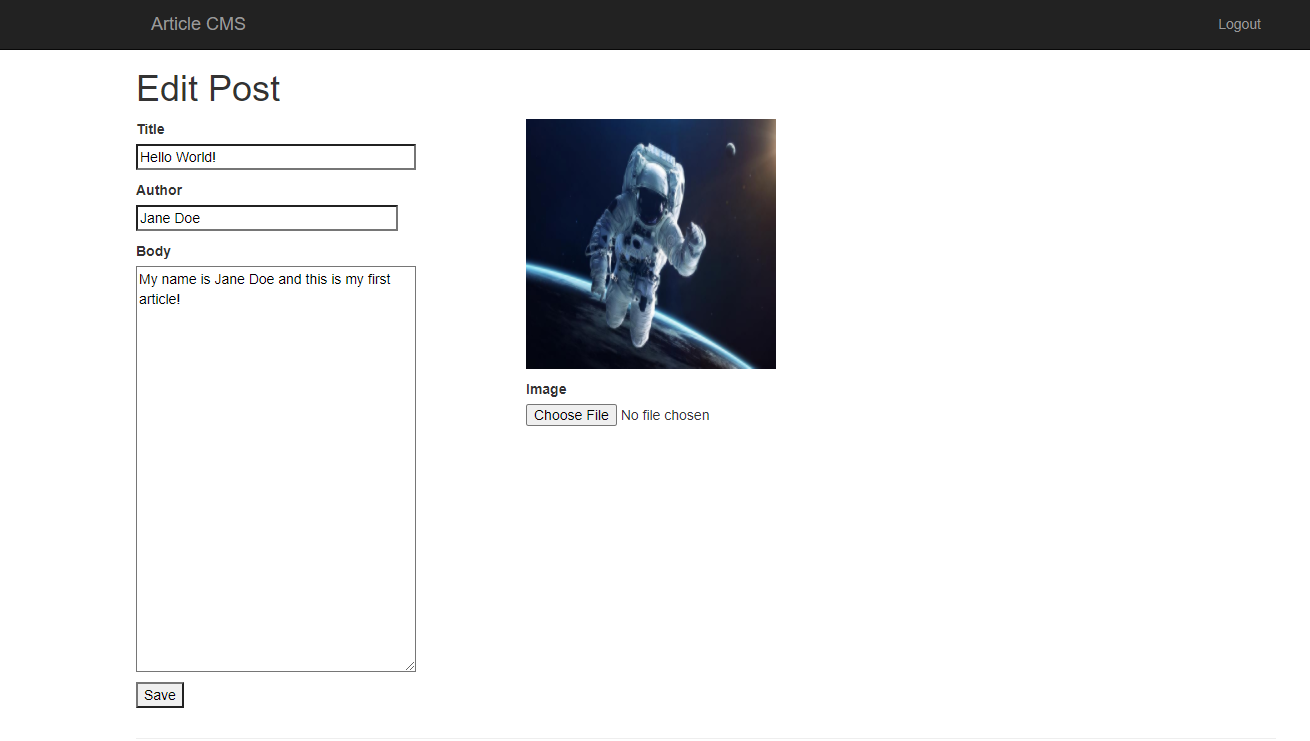 Article CMS
Logout
Edit Post
Title
Hello World!
Author
Jane Doe
Body
My name is Jane Doe and this is my first
article!
Image
Choose File No file chosen
Save